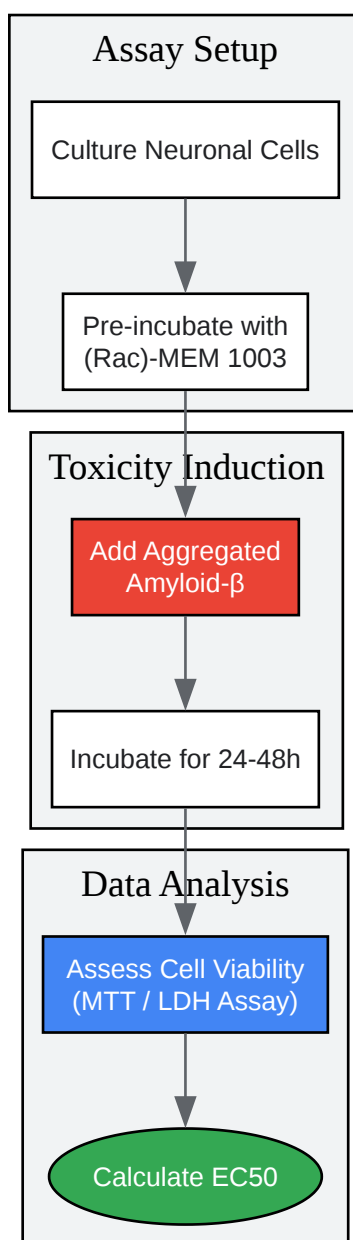 Assay Setup
Culture Neuronal Cells
Pre-incubate with
(Rac)-MEM 1003
Toxicity Induction
Add Aggregated
Amyloid-β
Incubate for 24-48h
Data Analysis
Assess Cell Viability
(MTT / LDH Assay)
Calculate EC50